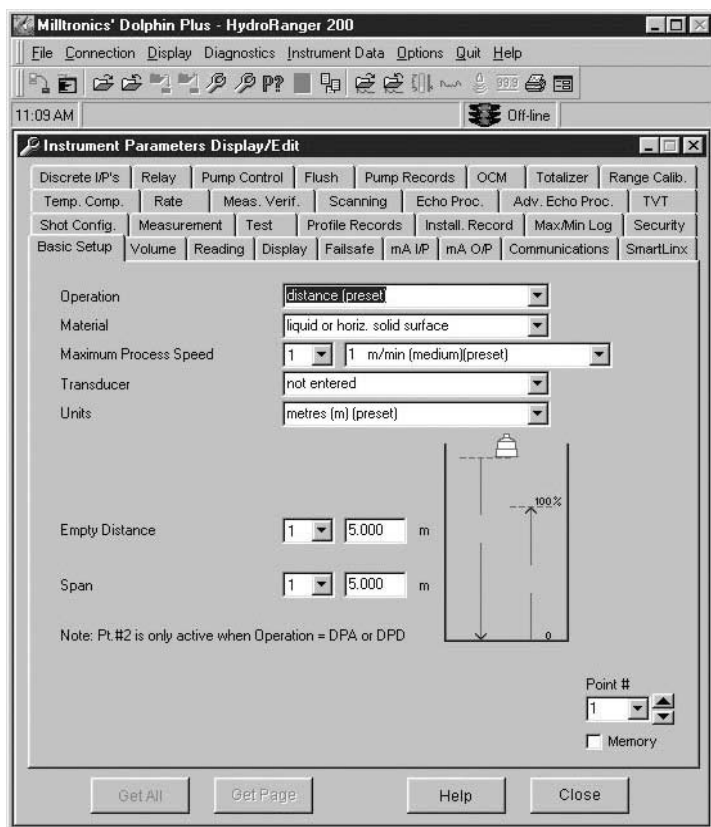 Milltronics' Dolphin Plus - HydroRanger 200
File Connection Display Diagnostics Instrument Data Options Quit Help
P? 99.9
11:09 AM Off-line
Instrument Parameters Display/Edit
Discrete I/P's Relay Pump Control Flush Pump Records OCM Totalizer Range Calib.
Temp. Comp. Rate Meas. Verif. Scanning Echo Proc. Adv. Echo Proc. TVT
Shot Config. Measurement Test Profile Records Install. Record Max/Min Log Security
Basic Setup Volume Reading Display Failsafe mA I/P mA O/P Communications SmartLinx
Operation distance (preset)
Material liquid or horiz. solid surface
Maximum Process Speed 1 1 m/min (medium)(preset)
Transducer not entered
Units metres (m) (preset)
100%
Empty Distance 1 5.000 m
Span 1 5.000 m
Note: Pt.#2 is only active when Operation = DPA or DPD
0
Point #
1
Memory
Get All Get Page Help Close